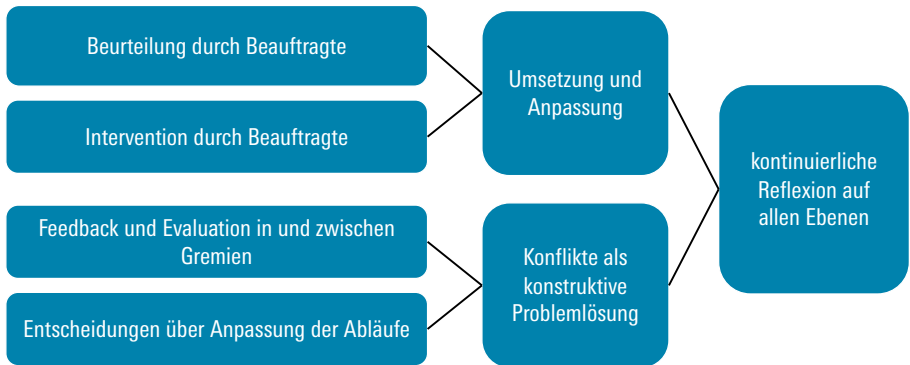 Beurteilung durch Beauftragte
Intervention durch Beauftragte
Feedback und Evaluation in und zwischen
Gremien
Entscheidungen über Anpassung der Abläufe
Umsetzung und
Anpassung
Konflikte als
konstruktive
Problemlösung
kontinuierliche
Reflexion auf
allen Ebenen